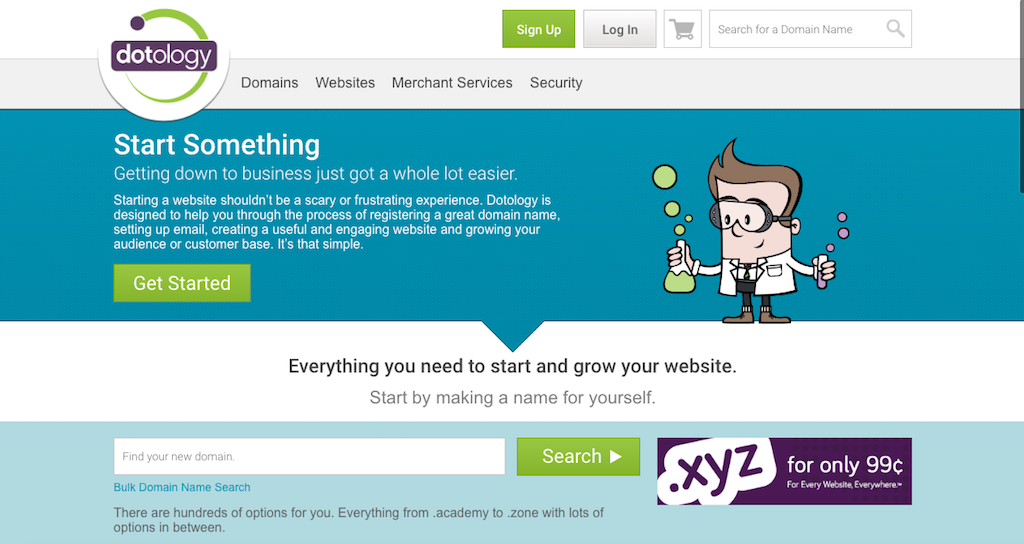 dotology
Sign Up
Log In
Search for a Domain Name
Domains
Websites
Merchant Services
Security
Start Something
Getting down to business just got a whole lot easier.
Starting a website shouldn't be a scary or frustrating experience. Dotology is
designed to help you through the process of registering a great domain name,
setting up email, creating a useful and engaging website and growing your
audience or customer base. It's that simple.
Get Started
Everything you need to start and grow your website.
Start by making a name for yourself.
Find your new domain.
Search
Bulk Domain Name Search
There are hundreds of options for you. Everything from .academy to .zone with lots of
options in between.
.xyz
for only 99¢
For Every Website, Everywhere.™